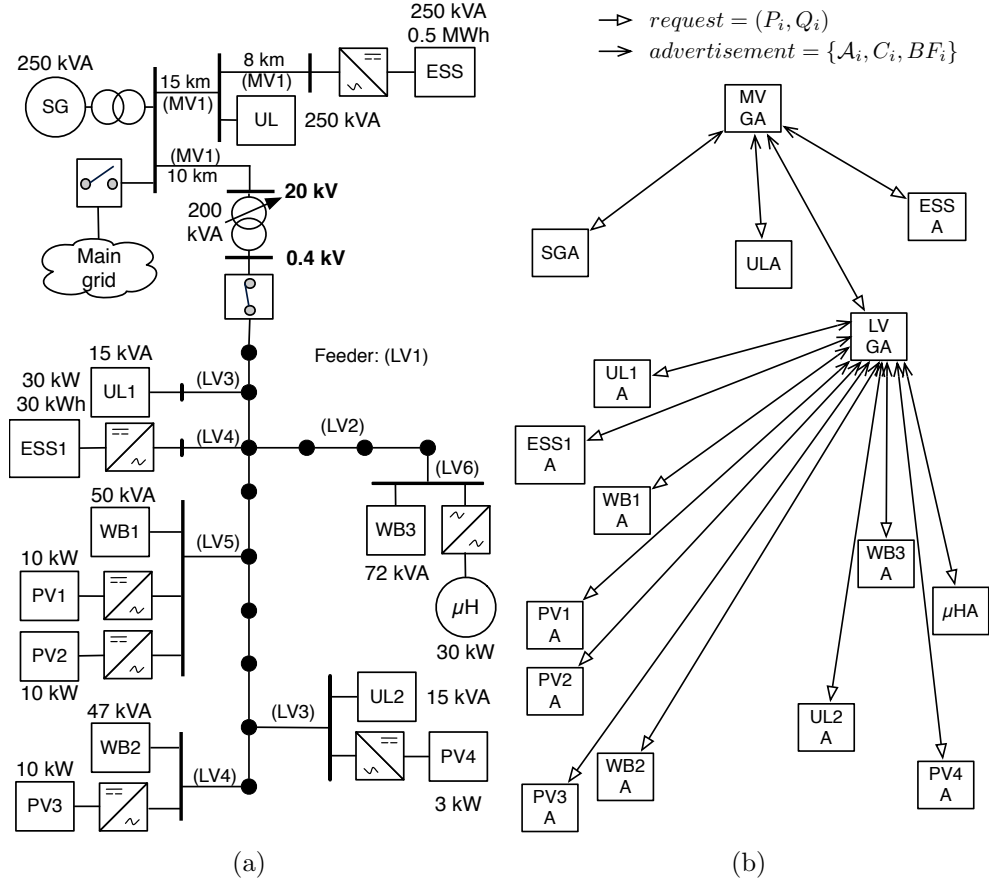 250 kVA
0.5 MWh
ESS
8 km
(MV1)
250 kVA
SG
15 km
(MV1)
UL
250 kVA
(MV1)
10 km
20 kV
200
kVA
0.4 kV
Main
grid
Feeder: (LV1)
15 kVA
UL1
(LV3)
30 kW
30 kWh
ESS1
(LV4)
(LV2)
(LV6)
50 kVA
WB1
(LV5)
WB3
72 kVA
10 kW
PV1
µH
30 kW
PV2
10 kW
47 kVA
WB2
(LV3)
UL2
15 kVA
10 kW
PV3
(LV4)
PV4
3 kW
(a)
request = (P_i, Q_i)
advertisement = {𝒜_i, C_i, BF_i}
MV
GA
ESS
A
SGA
ULA
LV
GA
UL1
A
ESS1
A
WB1
A
WB3
A
PV1
A
µHA
PV2
A
UL2
A
WB2
A
PV3
A
PV4
A
(b)